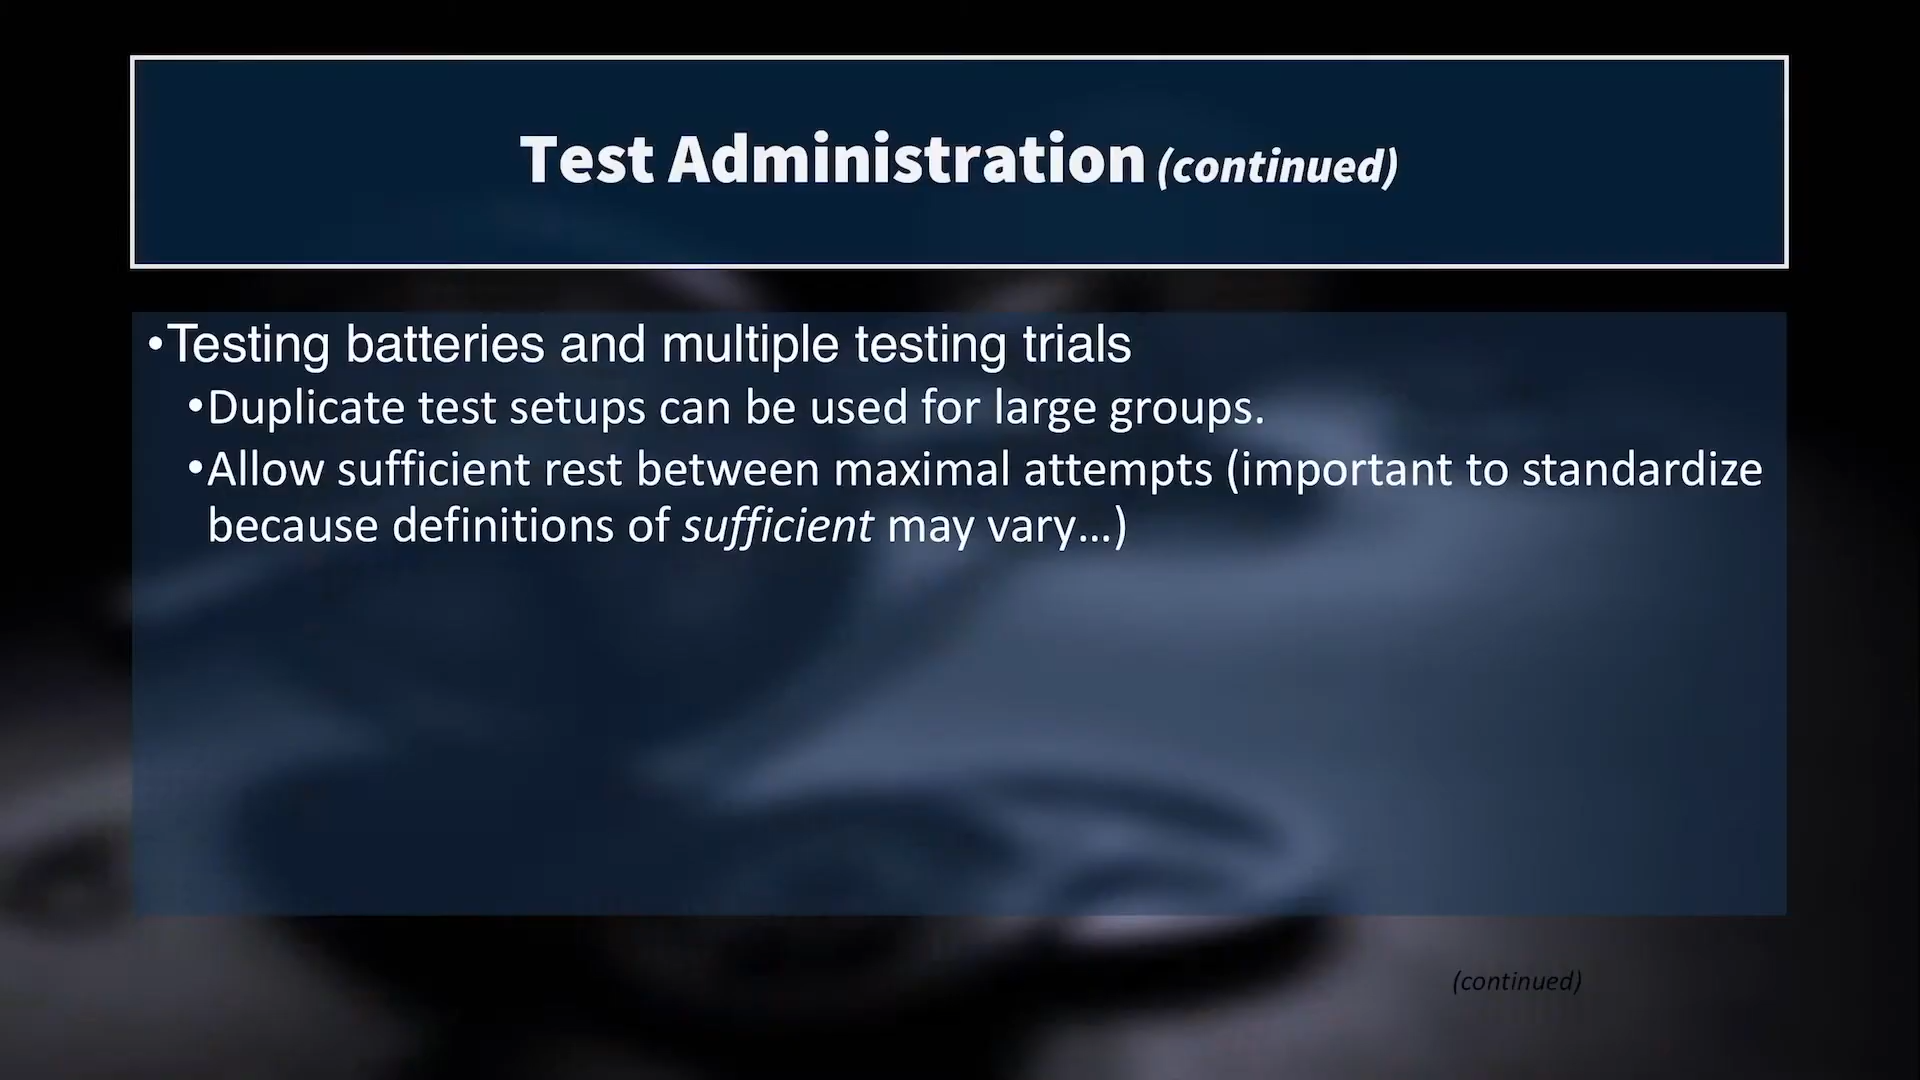 Test Administration (continued)
•Testing batteries and multiple testing trials
•Duplicate test setups can be used for large groups.
•Allow sufficient rest between maximal attempts (important to standardize
because definitions of sufficient may vary…)
(continued)